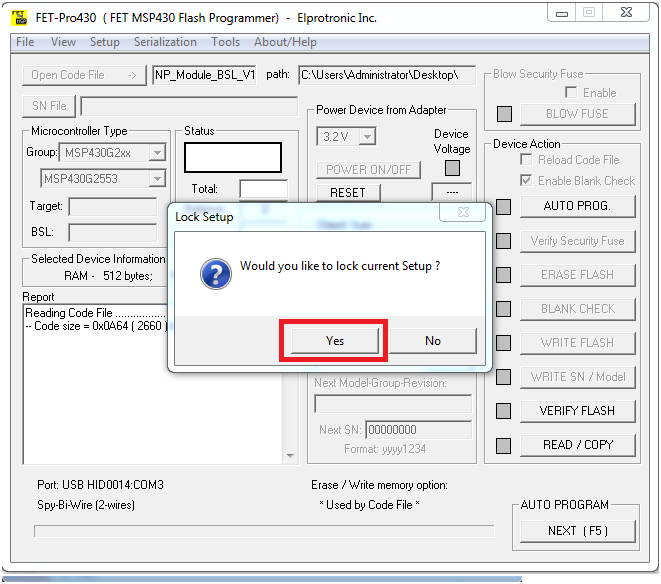 FET-Pro430 ( FET MSP430 Flash Programmer) - Elprotronic Inc.
File View Setup Serialization Tools About/Help
Open Code File -> NP_Module_BSL_V1 path: C:\Users\Administrator\Desktop\
SN File
Blow Security Fuse
Enable
BLOW FUSE
Microcontroller Type
Group: MSP430G2xx
MSP430G2553
Target:
BSL:
Status
Total:
Power Device from Adapter
3.2 V
Device
Voltage
POWER ON/OFF
RESET
----
Device Action
Reload Code File
Enable Blank Check
AUTO PROG.
Verify Security Fuse
ERASE FLASH
BLANK CHECK
WRITE FLASH
WRITE SN / Model
VERIFY FLASH
READ / COPY
Lock Setup
Would you like to lock current Setup ?
Yes No
Selected Device Information
RAM - 512 bytes;
Report
Reading Code File ..................
-- Code size = 0x0A64 ( 2660 )
Next Model-Group-Revision:
Next SN: 00000000
Format: yyyy1234
Port: USB HID0014:COM3
Spy-Bi-Wire (2-wires)
Erase / Write memory option:
* Used by Code File *
AUTO PROGRAM
NEXT ( F5 )